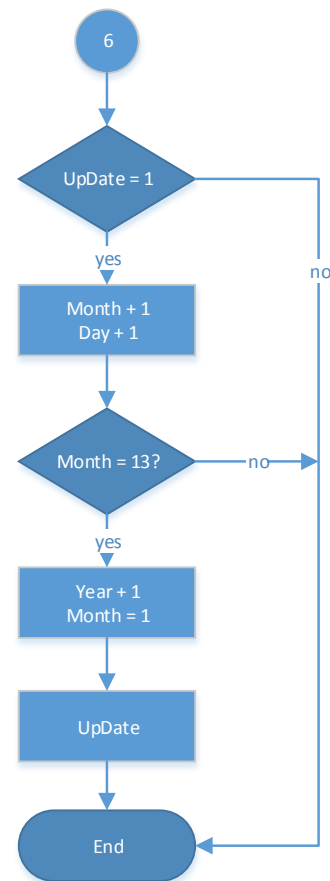 6
UpDate = 1
yes
no
Month + 1
Day + 1
Month = 13?
no
yes
Year + 1
Month = 1
UpDate
End